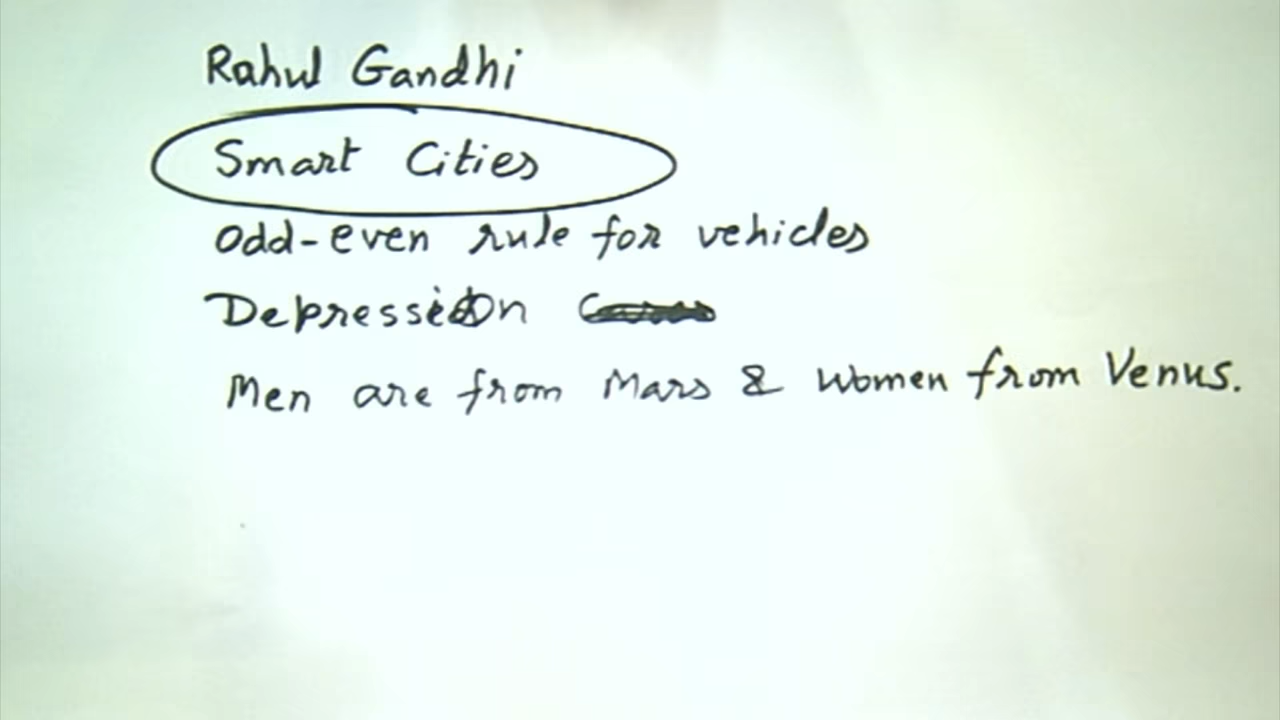 Rahul Gandhi
Smart Cities
Odd-even rule for vehicles
Depression
Men are from Mars & Women from Venus.